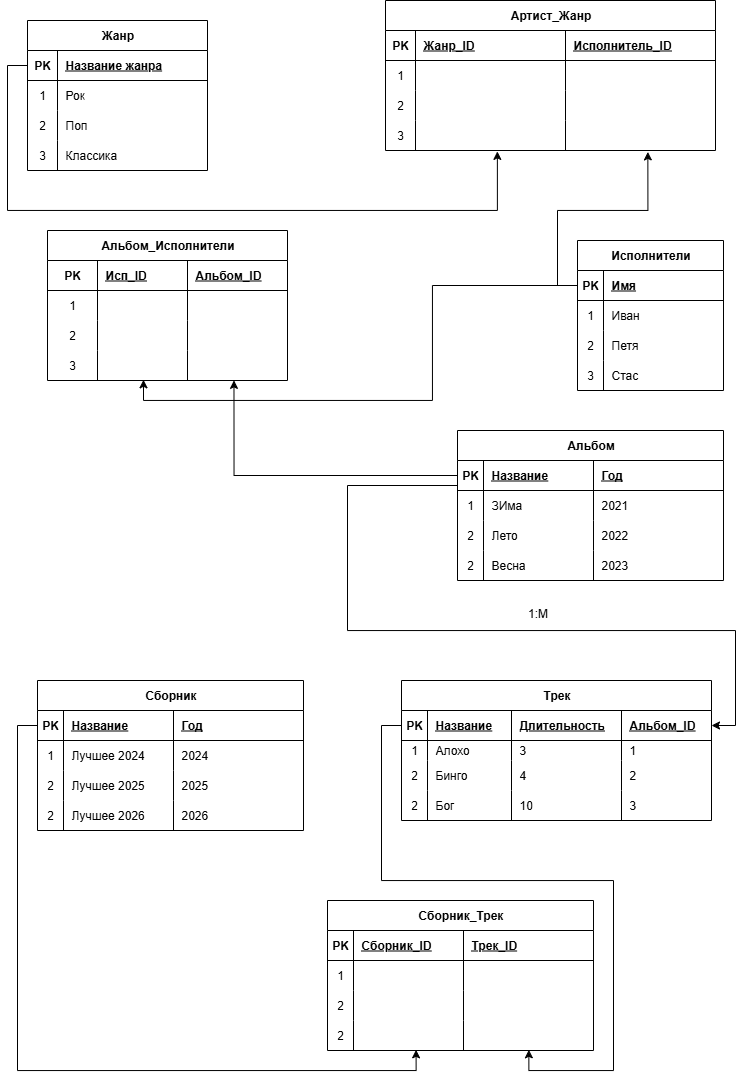 Артист_Жанр
PK Жанр_ID Исполнитель_ID
1
2
3
Жанр
PK Название жанра
1 Рок
2 Поп
3 Классика
Альбом_Исполнители
PK Исп_ID Альбом_ID
1
2
3
Исполнители
PK Имя
1 Иван
2 Петя
3 Стас
Альбом
PK Название Год
1 ЗИма 2021
2 Лето 2022
2 Весна 2023
1:М
Сборник
PK Название Год
1 Лучшее 2024 2024
2 Лучшее 2025 2025
2 Лучшее 2026 2026
Трек
PK Название Длительность Альбом_ID
1 Алохо 3 1
2 Бинго 4 2
2 Бог 10 3
Сборник_Трек
PK Сборник_ID Трек_ID
1
2
2